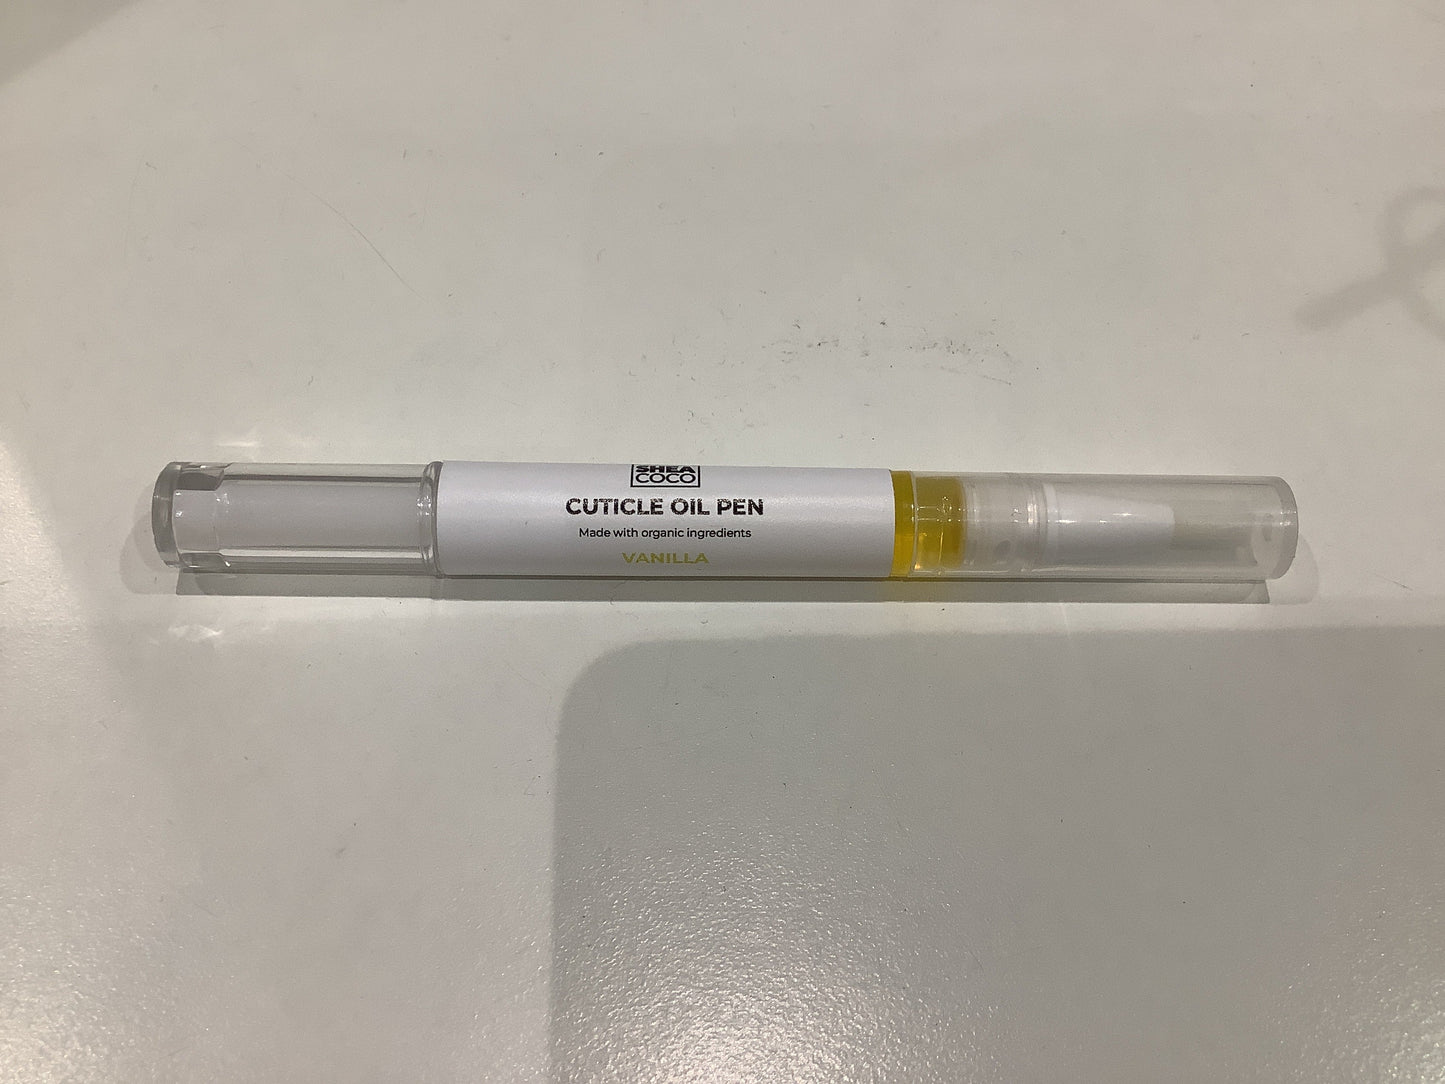 SHEA
COCO
CUTICLE OIL PEN
Made with organic ingredients
VANILLA